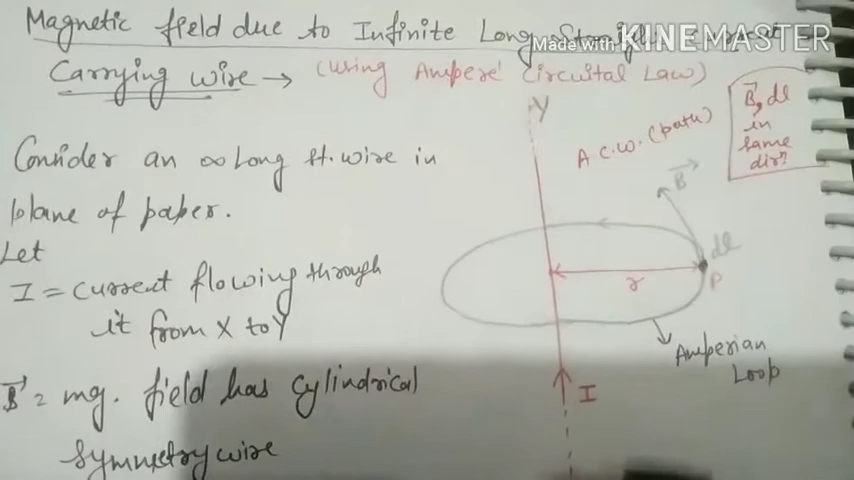 Magnetic field due to Infinite Long
Made with KINEMASTER
Carrying wire → (using Ampere Circuital Law)
Consider an ∞ Long st. wire in
plane of paper.
Let
I = current flowing through
it from X to Y
B = mg. field has Cylindrical
Symmetry wire
Y
A.C.W. (path)
B, dl
in
same
dir?
B
dl
P
r
Amperian
Loop
I